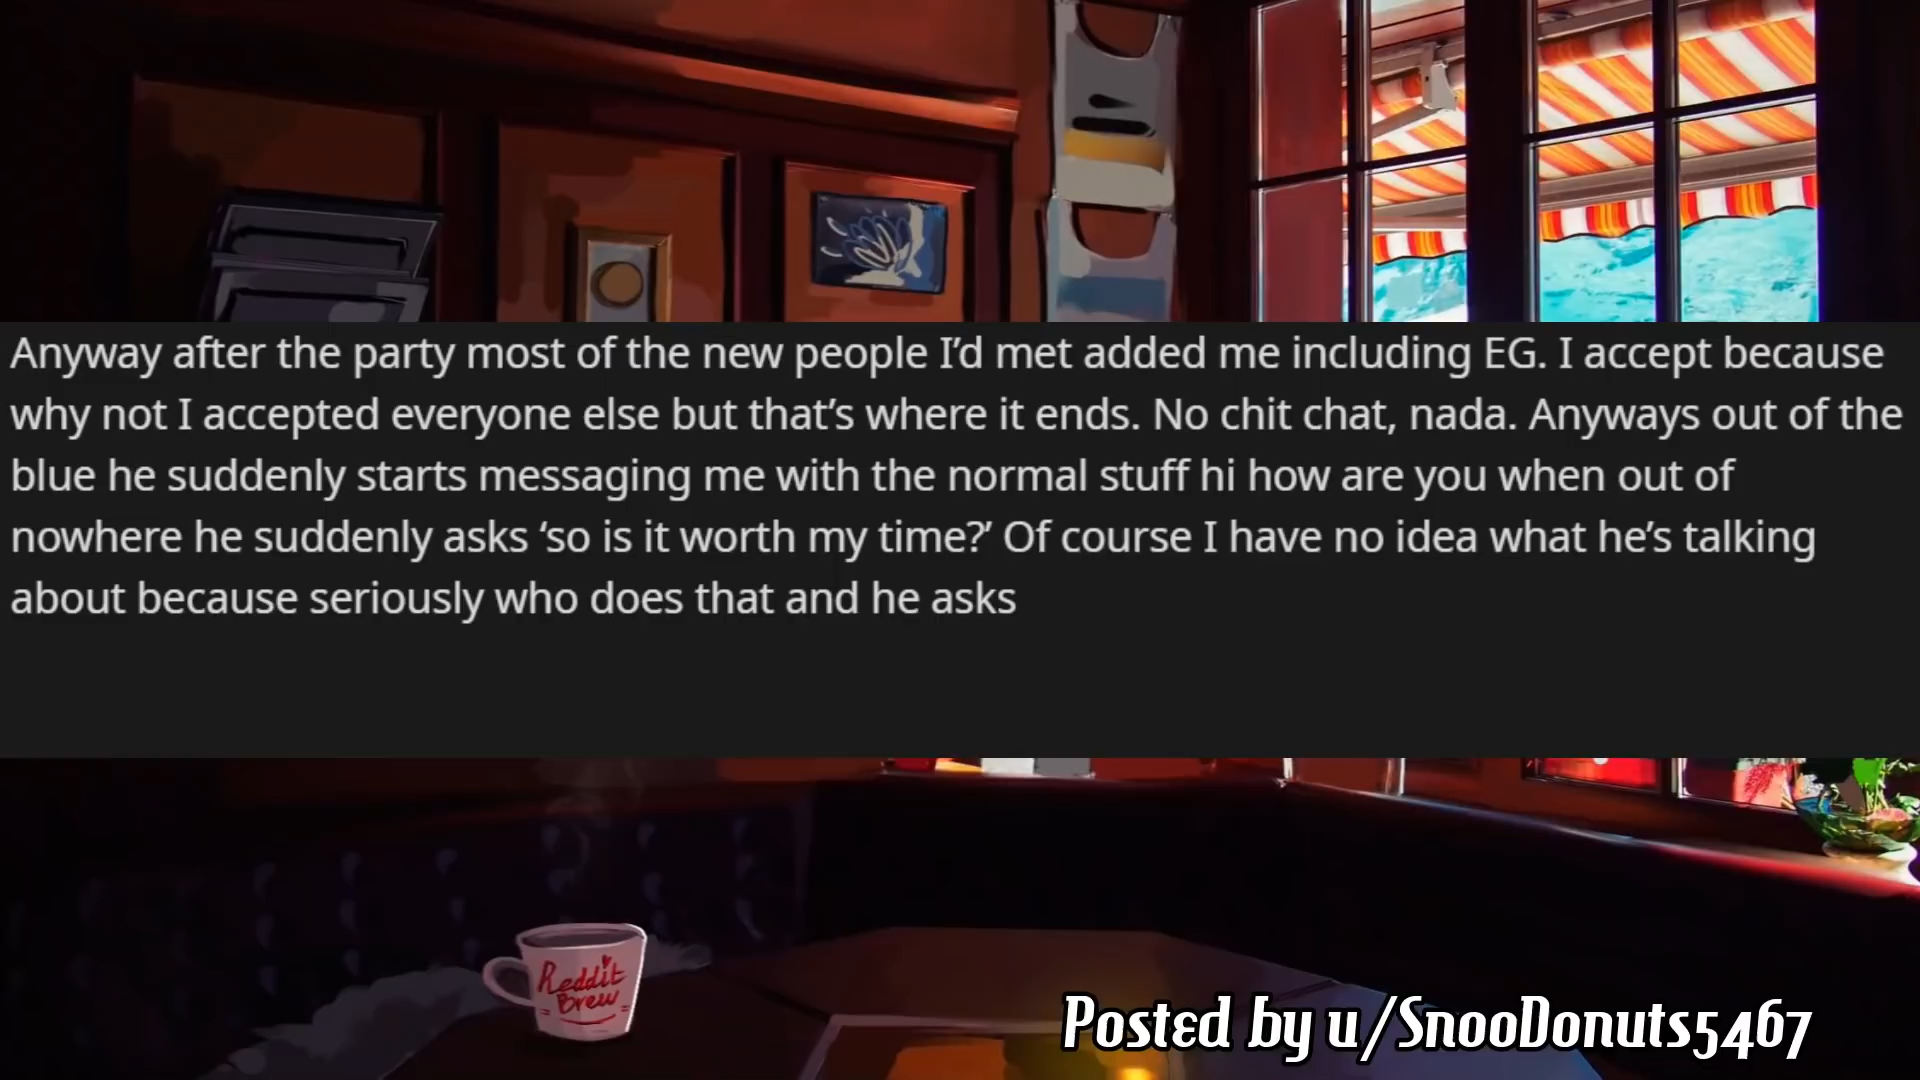 Anyway after the party most of the new people I’d met added me including EG. I accept because
why not I accepted everyone else but that’s where it ends. No chit chat, nada. Anyways out of the
blue he suddenly starts messaging me with the normal stuff hi how are you when out of
nowhere he suddenly asks ‘so is it worth my time?’ Of course I have no idea what he’s talking
about because seriously who does that and he asks
Reddit
Brew
Posted by u/SnooDonuts5467